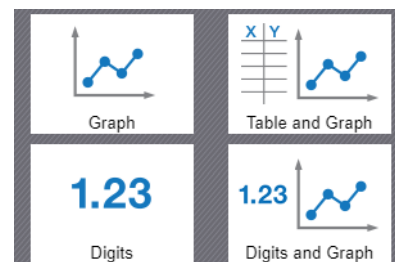 X Y
Graph
Table and Graph
1.23
1.23
Digits
Digits and Graph